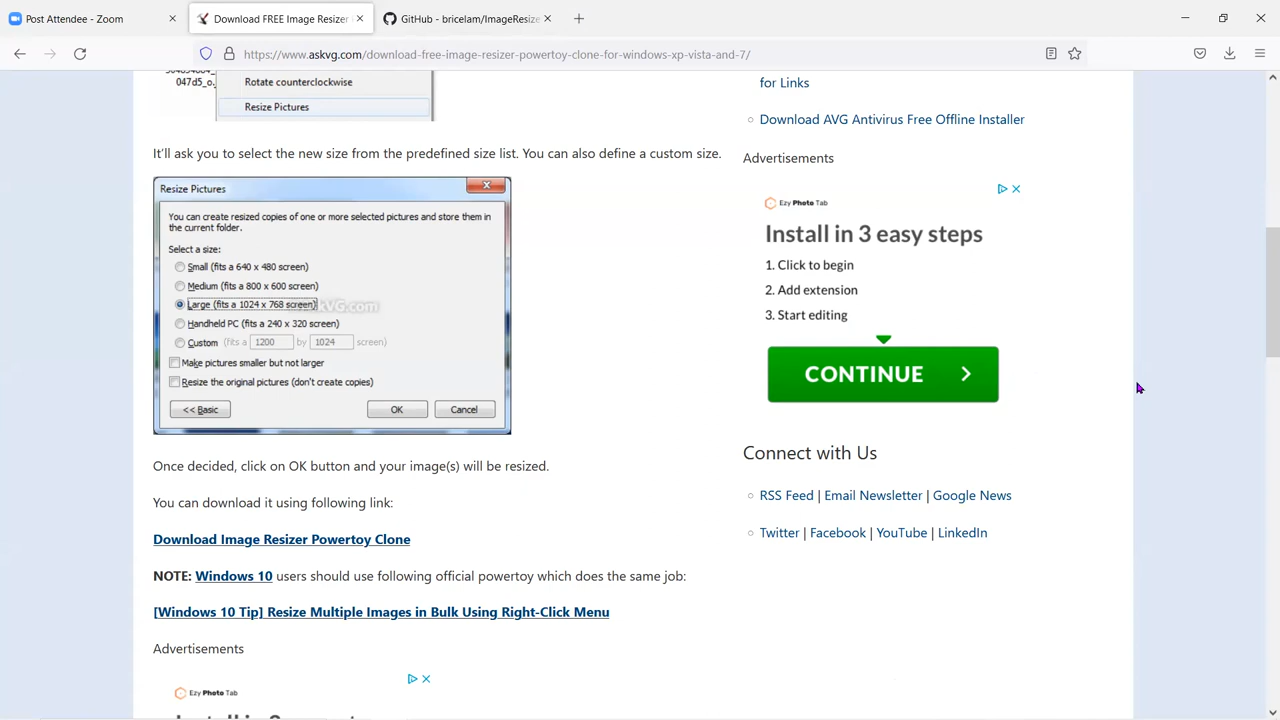 Post Attendee - Zoom
Download FREE Image Resizer
GitHub - bricelam/ImageResize
https://www.askvg.com/download-free-image-resizer-powertoy-clone-for-windows-xp-vista-and-7/
047d5_o.
Rotate counterclockwise
Resize Pictures
It'll ask you to select the new size from the predefined size list. You can also define a custom size.
Resize Pictures
You can create resized copies of one or more selected pictures and store them in
the current folder.
Select a size:
Small (fits a 640 x 480 screen)
Medium (fits a 800 x 600 screen)
Large (fits a 1024 x 768 screen)
Handheld PC (fits a 240 x 320 screen)
Custom (fits a 1200 by 1024 screen)
Make pictures smaller but not larger
Resize the original pictures (don't create copies)
<< Basic OK Cancel
Once decided, click on OK button and your image(s) will be resized.
You can download it using following link:
Download Image Resizer Powertoy Clone
NOTE: Windows 10 users should use following official powertoy which does the same job:
[Windows 10 Tip] Resize Multiple Images in Bulk Using Right-Click Menu
Advertisements
Ezy Photo Tab
for Links
Download AVG Antivirus Free Offline Installer
Advertisements
Ezy Photo Tab
Install in 3 easy steps
1. Click to begin
2. Add extension
3. Start editing
CONTINUE
Connect with Us
RSS Feed | Email Newsletter | Google News
Twitter | Facebook | YouTube | LinkedIn